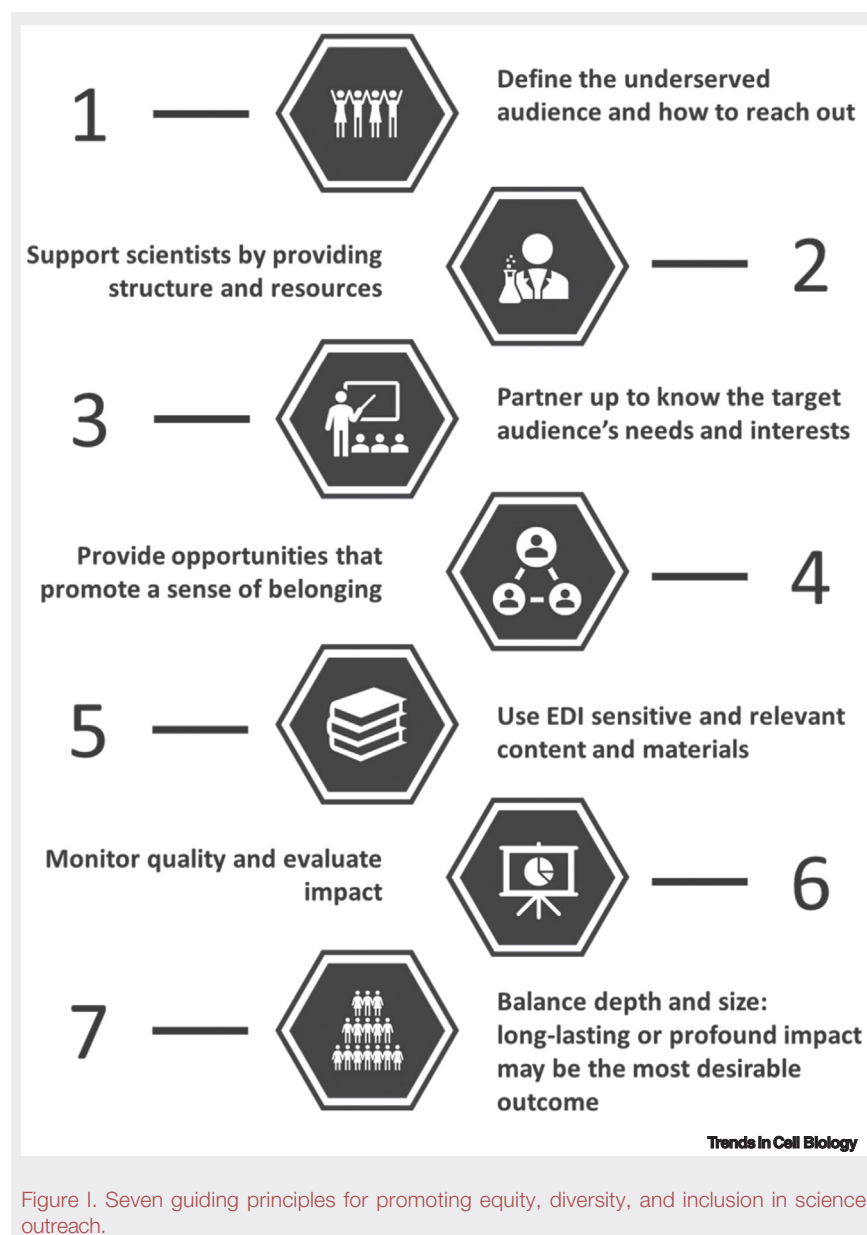 1
Define the underserved
audience and how to reach out
Support scientists by providing
structure and resources
2
3
Partner up to know the target
audience's needs and interests
Provide opportunities that
promote a sense of belonging
4
5
Use EDI sensitive and relevant
content and materials
Monitor quality and evaluate
impact
6
7
Balance depth and size:
long-lasting or profound impact
may be the most desirable
outcome
Trends in Cell Biology
Figure I. Seven guiding principles for promoting equity, diversity, and inclusion in science
outreach.